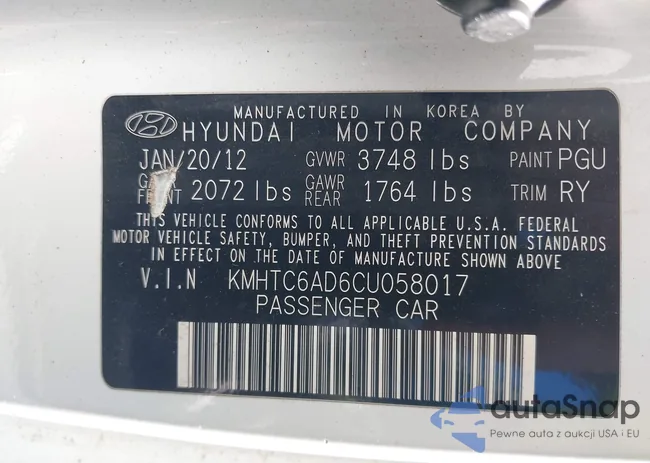 MANUFACTURED IN KOREA BY
HYUNDAI MOTOR COMPANY
JAN/20/12 GVWR 3748 lbs PAINT PGU
FRONT 2072 lbs GAWR REAR 1764 lbs TRIM RY
THIS VEHICLE CONFORMS TO ALL APPLICABLE U.S.A. FEDERAL
MOTOR VEHICLE SAFETY, BUMPER, AND THEFT PREVENTION STANDARDS
IN EFFECT ON THE DATE OF MANUFACTURE SHOWN ABOVE
V.I.N KMHTC6AD6CU058017
PASSENGER CAR
autaSnap
Pewne auta z aukcji USA i EU